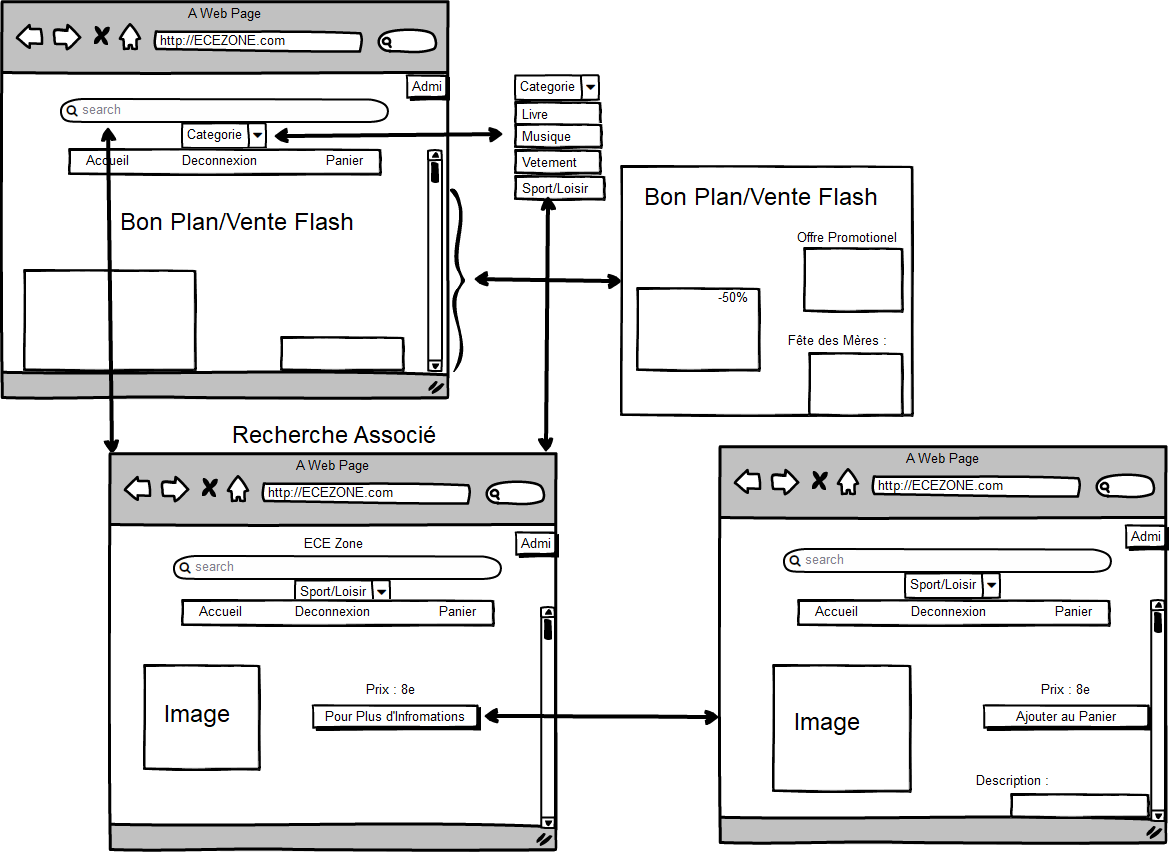 A Web Page
http://ECEZONE.com
Admi
search
Categorie
Accueil Deconnexion Panier
Bon Plan/Vente Flash
Categorie
Livre
Musique
Vetement
Sport/Loisir
Bon Plan/Vente Flash
Offre Promotionel
-50%
Fête des Mères :
Recherche Associé
A Web Page
http://ECEZONE.com
ECE Zone
Admi
search
Sport/Loisir
Accueil Deconnexion Panier
Image
Prix : 8e
Pour Plus d'Infromations
A Web Page
http://ECEZONE.com
Admi
search
Sport/Loisir
Accueil Deconnexion Panier
Image
Prix : 8e
Ajouter au Panier
Description :